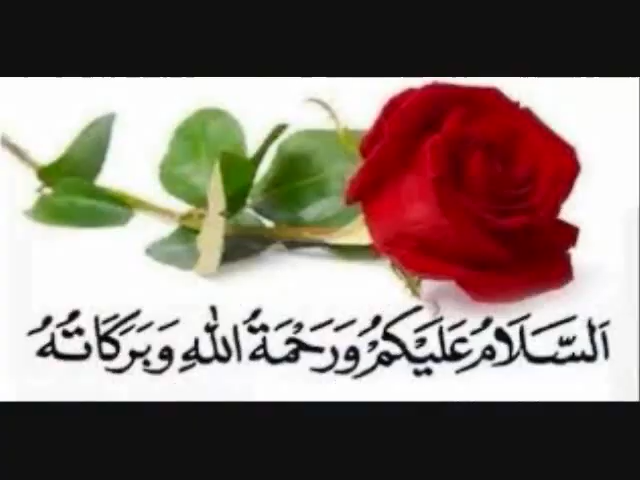 اَلسَّلَامُ عَلَيْكُمْ وَرَحْمَةُ اللهِ وَبَرَكَاتُهُ